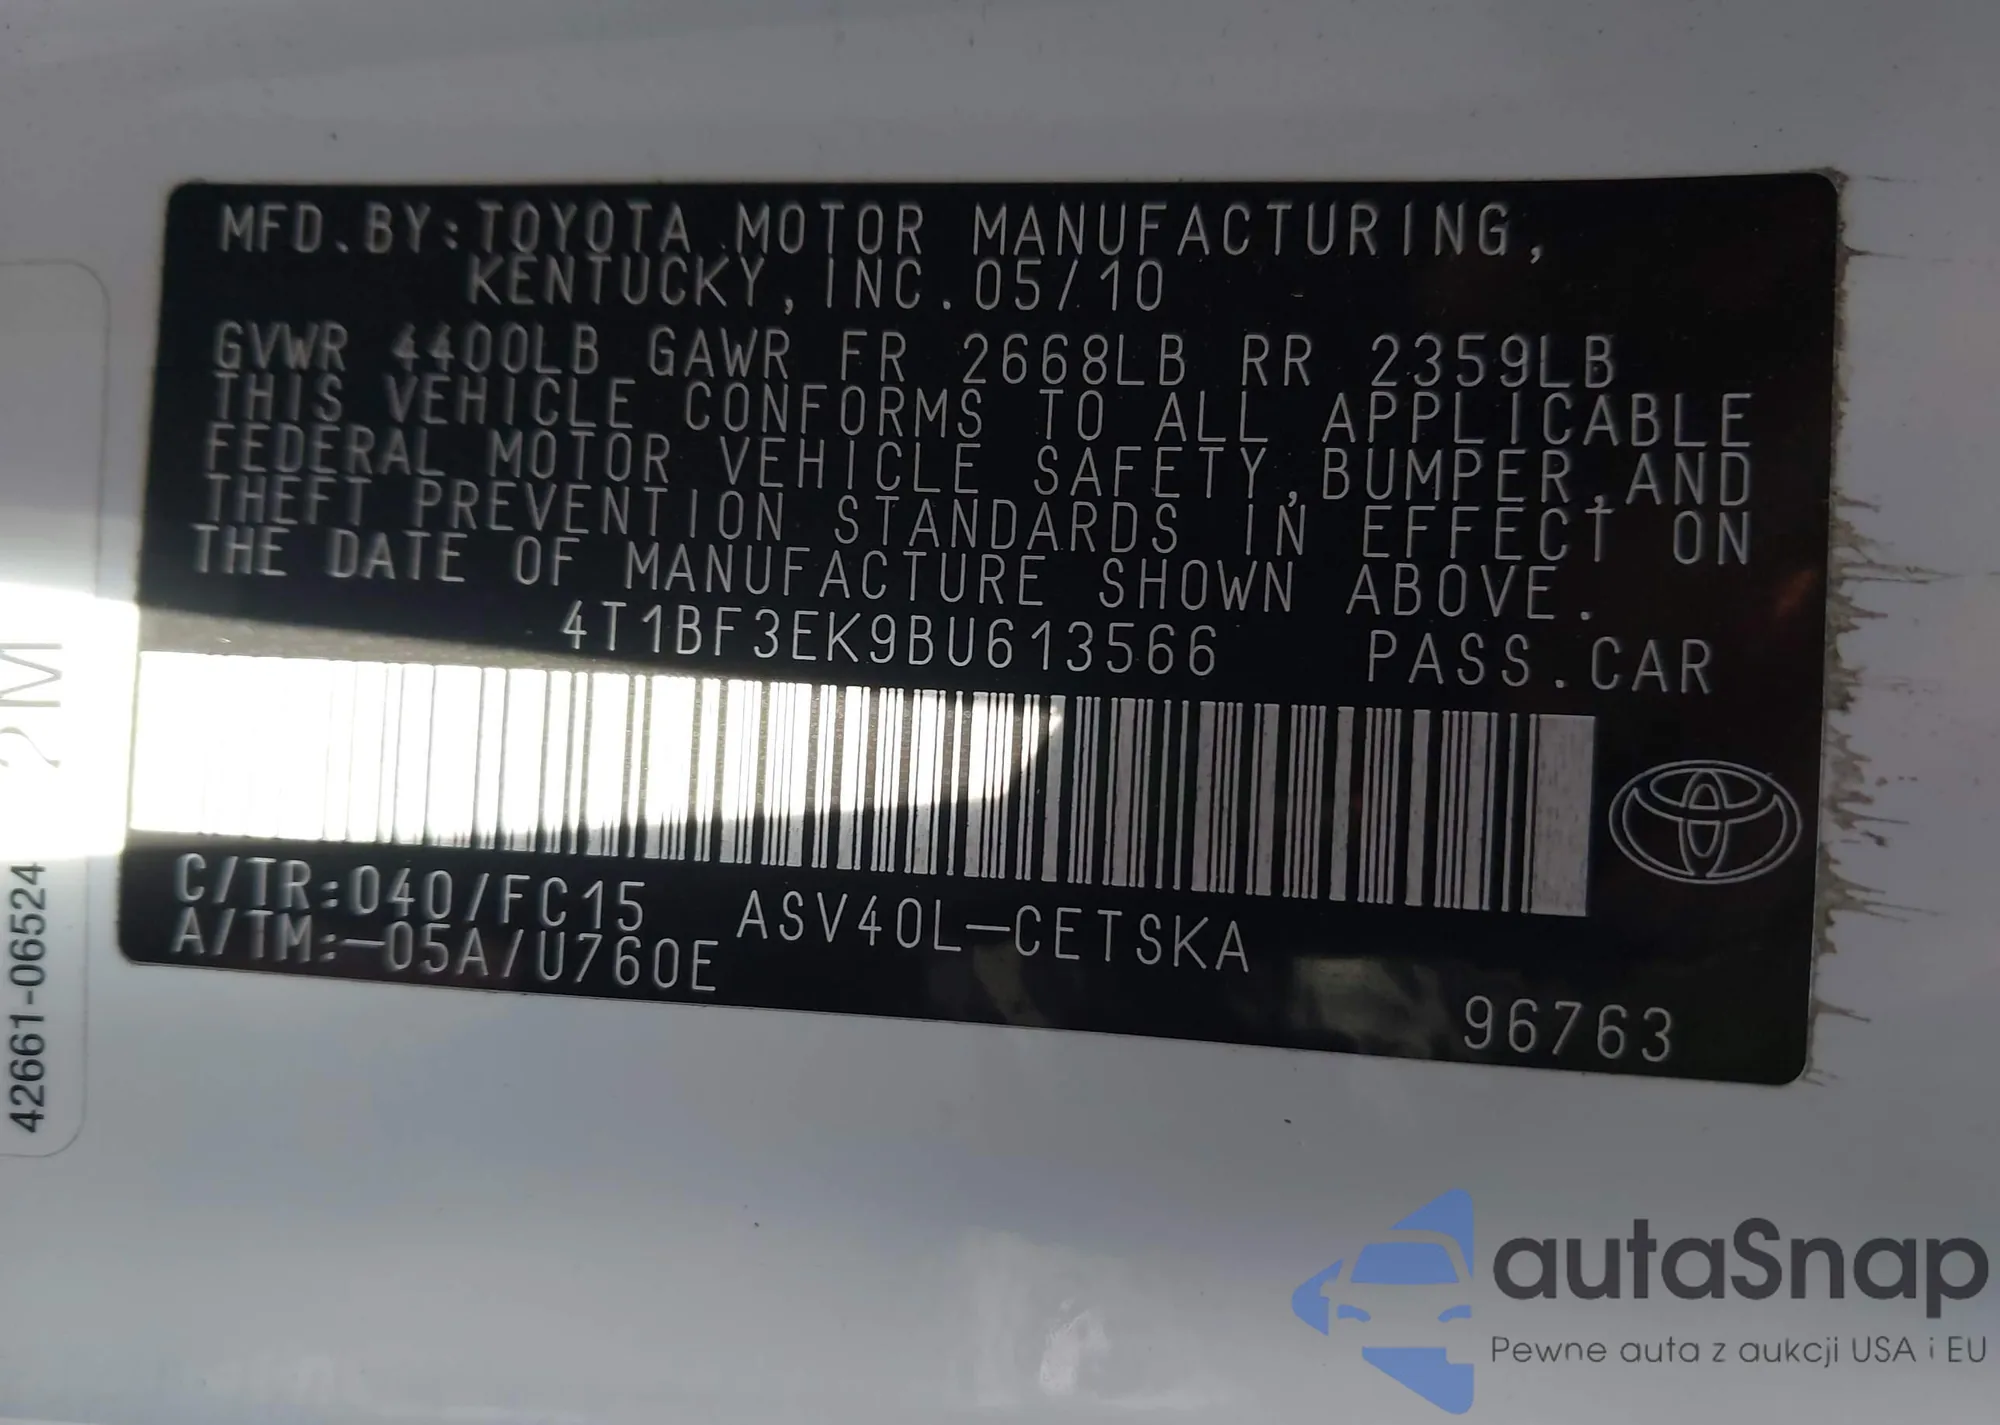 MFD.BY:TOYOTA MOTOR MANUFACTURING,
KENTUCKY, INC.05/10
GVWR 4400LB GAWR FR 2668LB RR 2359LB
THIS VEHICLE CONFORMS TO ALL APPLICABLE
FEDERAL MOTOR VEHICLE SAFETY,BUMPER,AND
THEFT PREVENTION STANDARDS IN EFFECT ON
THE DATE OF MANUFACTURE SHOWN ABOVE.
4T1BF3EK9BU613566 PASS.CAR
C/TR:040/FC15 ASV40L-CETSKA
A/TM:-05A/U760E
96763
42661-06524
autaSnap
Pewne auta z aukcji USA i EU